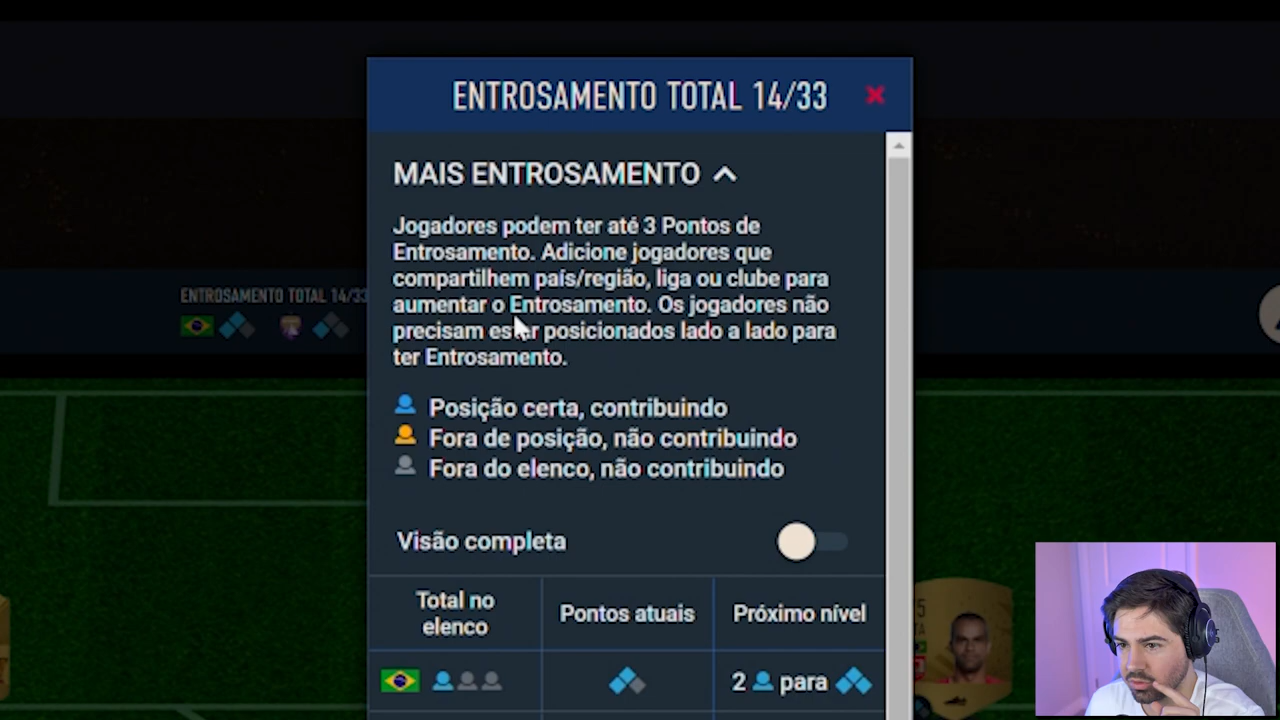 ENTROSAMENTO TOTAL 14/33
MAIS ENTROSAMENTO
Jogadores podem ter até 3 Pontos de
Entrosamento. Adicione jogadores que
compartilhem país/região, liga ou clube para
aumentar o Entrosamento. Os jogadores não
precisam estar posicionados lado a lado para
ter Entrosamento.
ENTROSAMENTO TOTAL 14/33
Posição certa, contribuindo
Fora de posição, não contribuindo
Fora do elenco, não contribuindo
Visão completa
Total no
elenco
Pontos atuais
Próximo nível
2 para